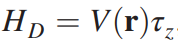 H_D = V(𝐫)τ_z.